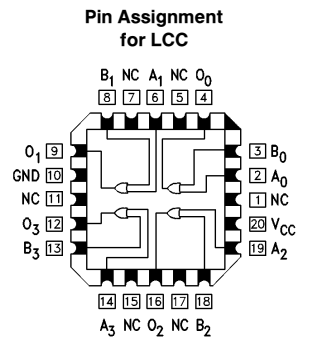 Pin Assignment
for LCC
B1 NC A1 NC O0
8 7 6 5 4
O1 9
GND 10
NC 11
O3 12
B3 13
3 B0
2 A0
1 NC
20 VCC
19 A2
14 15 16 17 18
A3 NC O2 NC B2